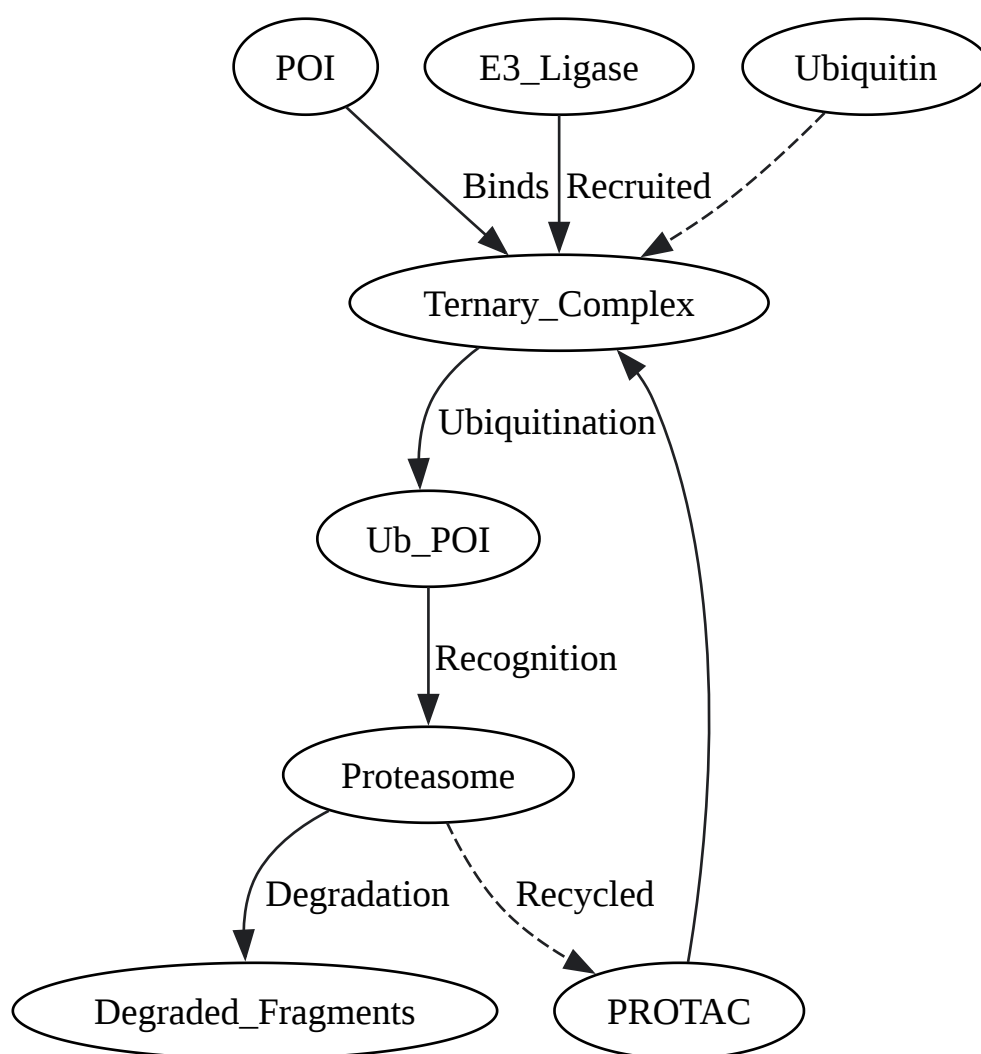 POI
E3_Ligase
Ubiquitin
Binds
Recruited
Ternary_Complex
Ubiquitination
Ub_POI
Recognition
Proteasome
Degradation
Recycled
Degraded_Fragments
PROTAC